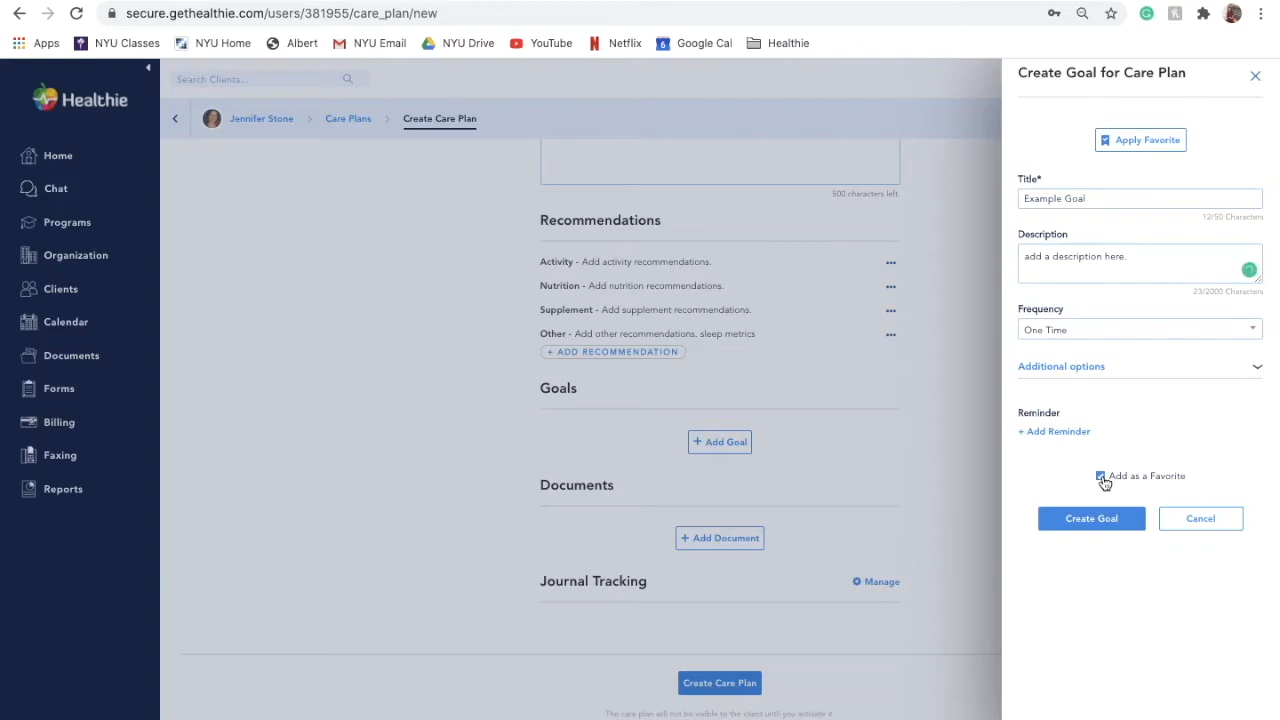 secure.gethealthie.com/users/381955/care_plan/new
Apps NYU Classes NYU Home Albert NYU Email NYU Drive YouTube Netflix 6 Google Cal Healthie
Healthie
Home
Chat
Programs
Organization
Clients
Calendar
Documents
Forms
Billing
Faxing
Reports
Search Clients...
Jennifer Stone > Care Plans > Create Care Plan
500 characters left.
Recommendations
Activity - Add activity recommendations.
Nutrition - Add nutrition recommendations.
Supplement - Add supplement recommendations.
Other - Add other recommendations. sleep metrics
+ ADD RECOMMENDATION
Goals
+ Add Goal
Documents
+ Add Document
Journal Tracking
Manage
Create Care Plan
The care plan will not be visible to the client until you activate it
Create Goal for Care Plan
Apply Favorite
Title*
Example Goal
12/50 Characters
Description
add a description here.
23/2000 Characters
Frequency
One Time
Additional options
Reminder
+ Add Reminder
Add as a Favorite
Create Goal
Cancel